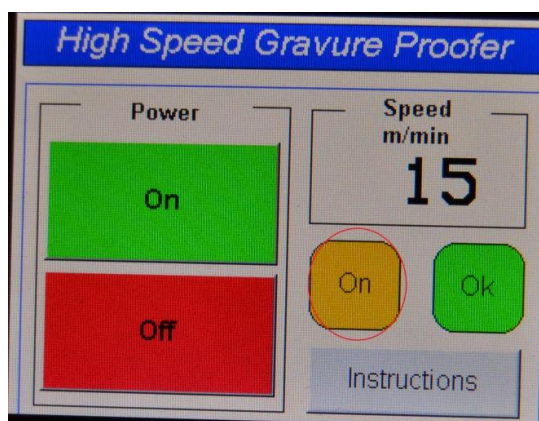 High Speed Gravure Proofer
Power
On
Off
Speed
m/min
15
On
Ok
Instructions